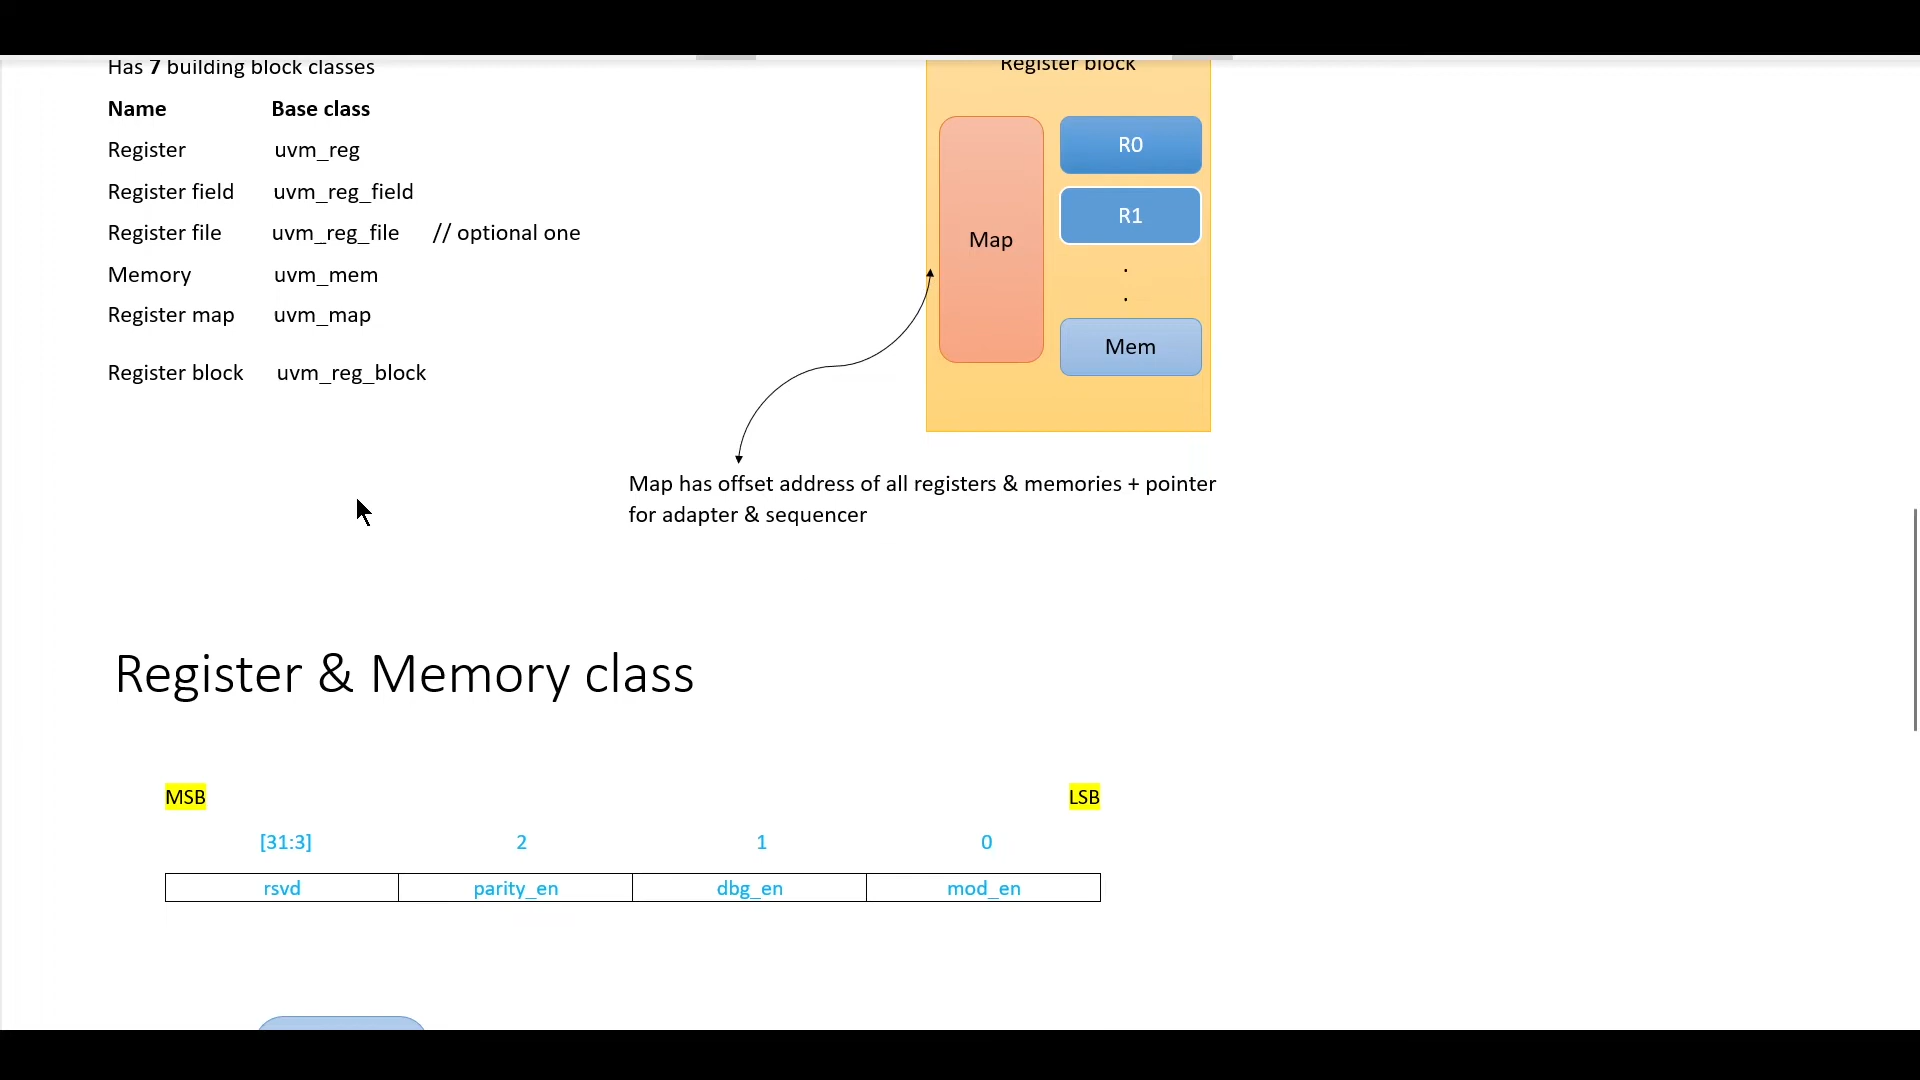 Has 7 building block classes
Name Base class
Register uvm_reg
Register field uvm_reg_field
Register file uvm_reg_file // optional one
Memory uvm_mem
Register map uvm_map
Register block uvm_reg_block
Register block
Map
R0
R1
.
.
Mem
Map has offset address of all registers & memories + pointer
for adapter & sequencer
Register & Memory class
MSB LSB
[31:3] 2 1 0
rsvd parity_en dbg_en mod_en